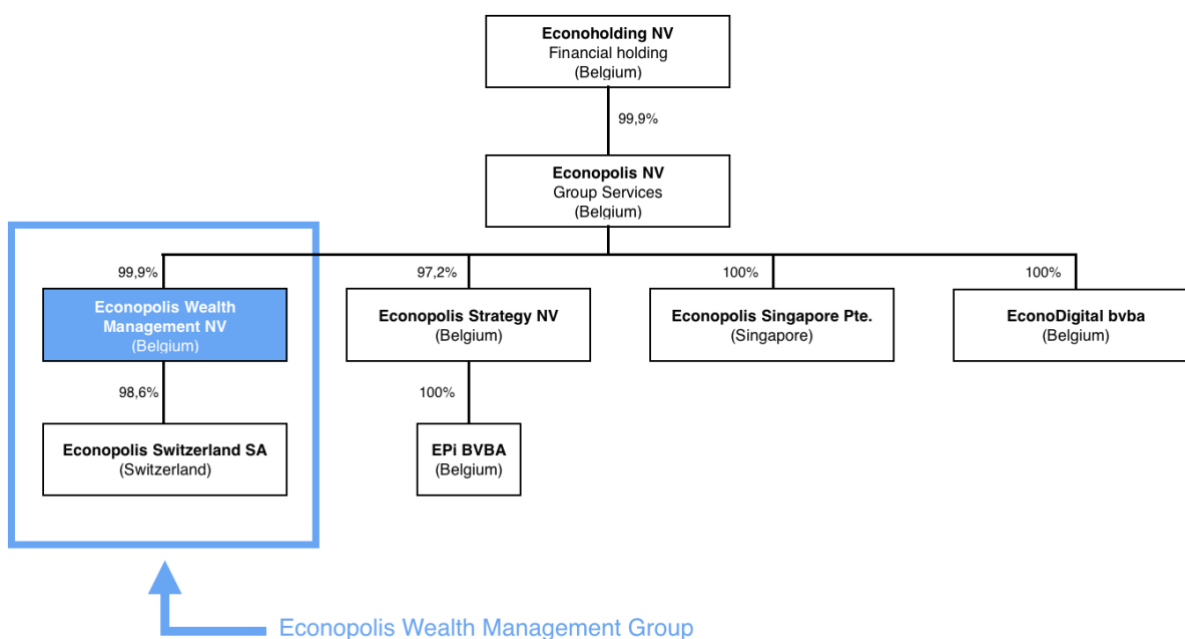 Econoholding NV
Financial holding
(Belgium)
99,9%
Econopolis NV
Group Services
(Belgium)
99,9%
97,2%
100%
100%
Econopolis Wealth
Management NV
(Belgium)
Econopolis Strategy NV
(Belgium)
Econopolis Singapore Pte.
(Singapore)
EconoDigital bvba
(Belgium)
98,6%
100%
Econopolis Switzerland SA
(Switzerland)
EPi BVBA
(Belgium)
Econopolis Wealth Management Group